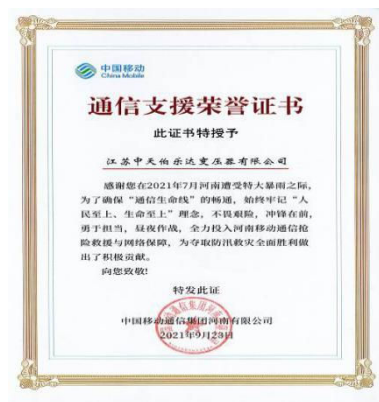 中国移动
China Mobile
通信支援荣誉证书
此证书特授予
江苏中天伯乐达变压器有限公司
感谢您在2021年7月河南遭受特大暴雨之际,
为了确保“通信生命线”的畅通，始终牢记“人
民至上、生命至上”理念，不畏艰险，冲锋在前,
勇于担当，昼夜作战，全力投入河南移动通信抢
险救援与网络保障，为夺取防汛救灾全面胜利做
出了积极贡献。
向您致敬!
特发此证
中国移动通信集团河南有限公司
2021年9月23日